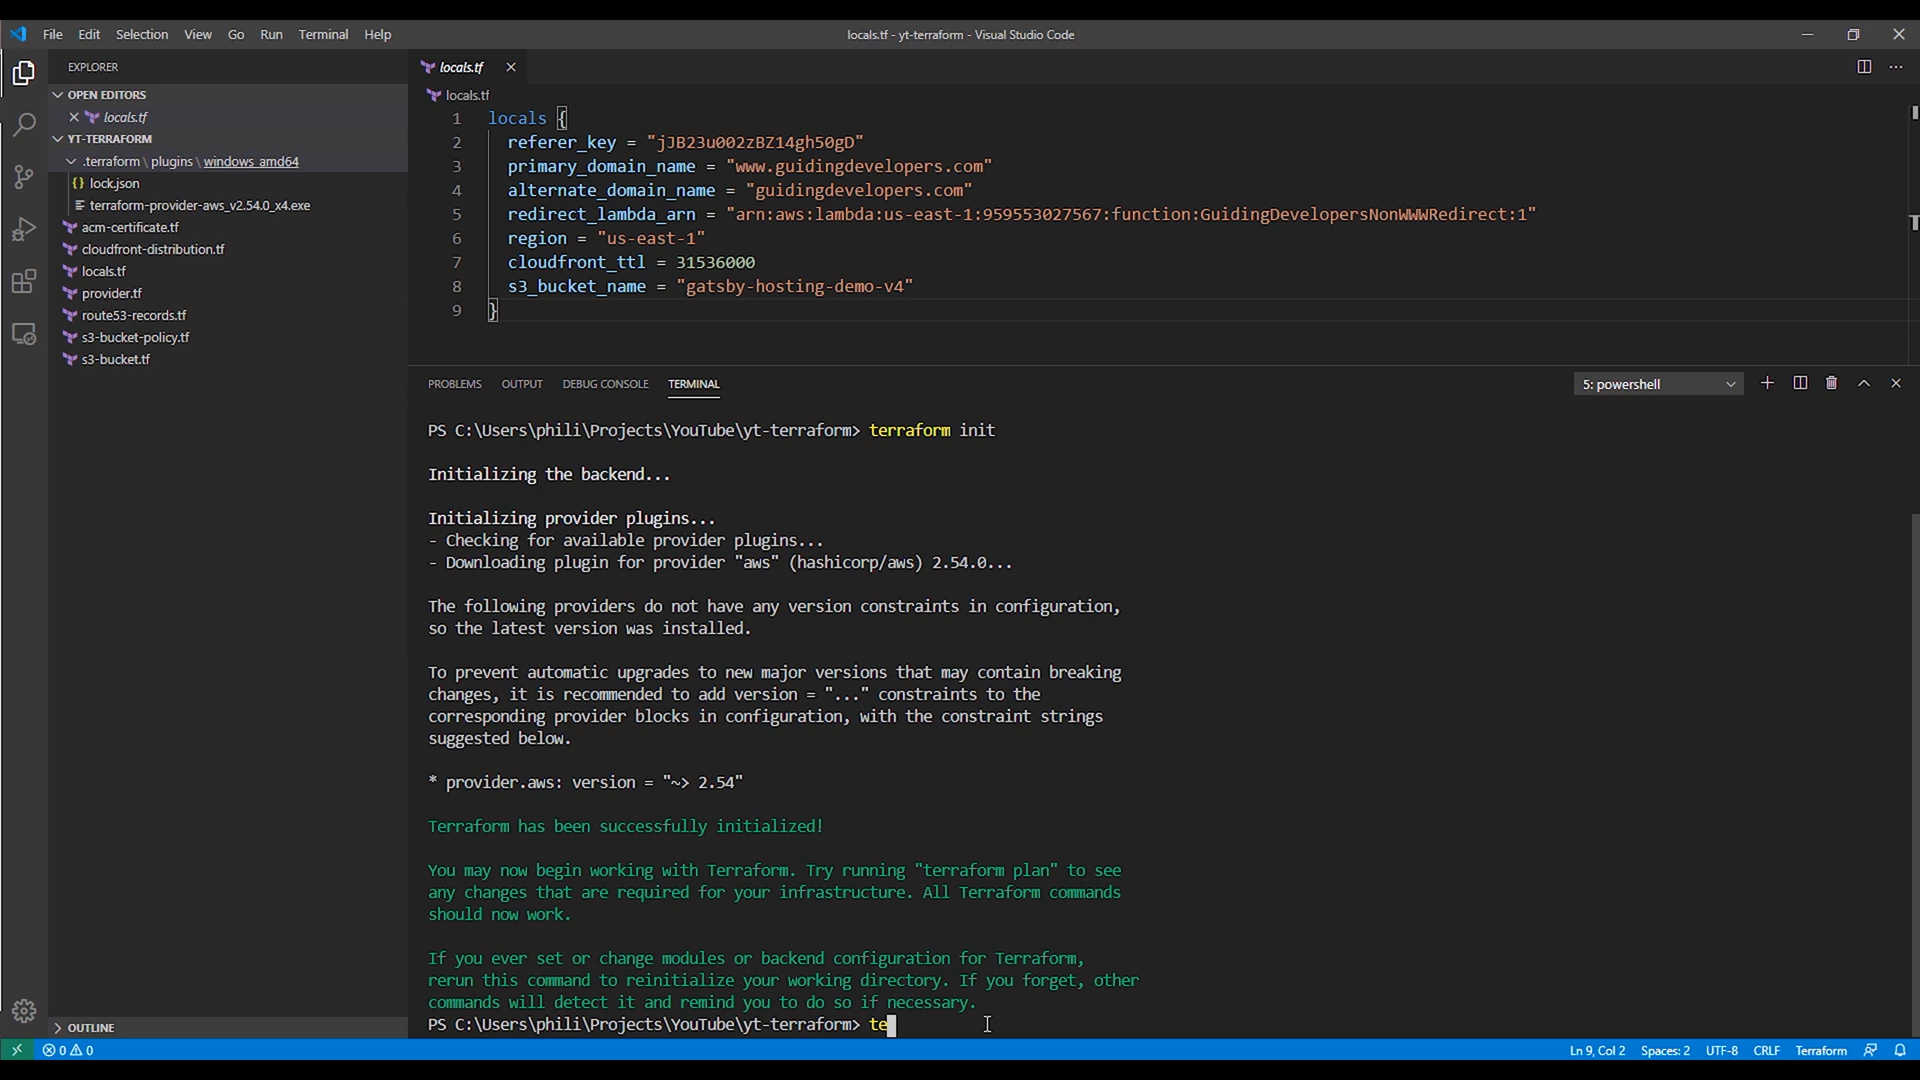 File Edit Selection View Go Run Terminal Help
locals.tf - yt-terraform - Visual Studio Code
EXPLORER
OPEN EDITORS
locals.tf
YT-TERRAFORM
.terraform \ plugins \ windows_amd64
{} lock.json
terraform-provider-aws_v2.54.0_x4.exe
acm-certificate.tf
cloudfront-distribution.tf
locals.tf
provider.tf
route53-records.tf
s3-bucket-policy.tf
s3-bucket.tf
OUTLINE
locals.tf
locals.tf
1 locals {
2 referer_key = "jJB23u002zBZ14gh50gD"
3 primary_domain_name = "www.guidingdevelopers.com"
4 alternate_domain_name = "guidingdevelopers.com"
5 redirect_lambda_arn = "arn:aws:lambda:us-east-1:959553027567:function:GuidingDevelopersNonWWWRedirect:1"
6 region = "us-east-1"
7 cloudfront_ttl = 31536000
8 s3_bucket_name = "gatsby-hosting-demo-v4"
9 }
PROBLEMS OUTPUT DEBUG CONSOLE TERMINAL
5: powershell
PS C:\Users\phili\Projects\YouTube\yt-terraform> terraform init
Initializing the backend...
Initializing provider plugins...
- Checking for available provider plugins...
- Downloading plugin for provider "aws" (hashicorp/aws) 2.54.0...
The following providers do not have any version constraints in configuration,
so the latest version was installed.
To prevent automatic upgrades to new major versions that may contain breaking
changes, it is recommended to add version = "..." constraints to the
corresponding provider blocks in configuration, with the constraint strings
suggested below.
* provider.aws: version = "~> 2.54"
Terraform has been successfully initialized!
You may now begin working with Terraform. Try running "terraform plan" to see
any changes that are required for your infrastructure. All Terraform commands
should now work.
If you ever set or change modules or backend configuration for Terraform,
rerun this command to reinitialize your working directory. If you forget, other
commands will detect it and remind you to do so if necessary.
PS C:\Users\phili\Projects\YouTube\yt-terraform> te
0 0
Ln 9, Col 2 Spaces: 2 UTF-8 CRLF Terraform